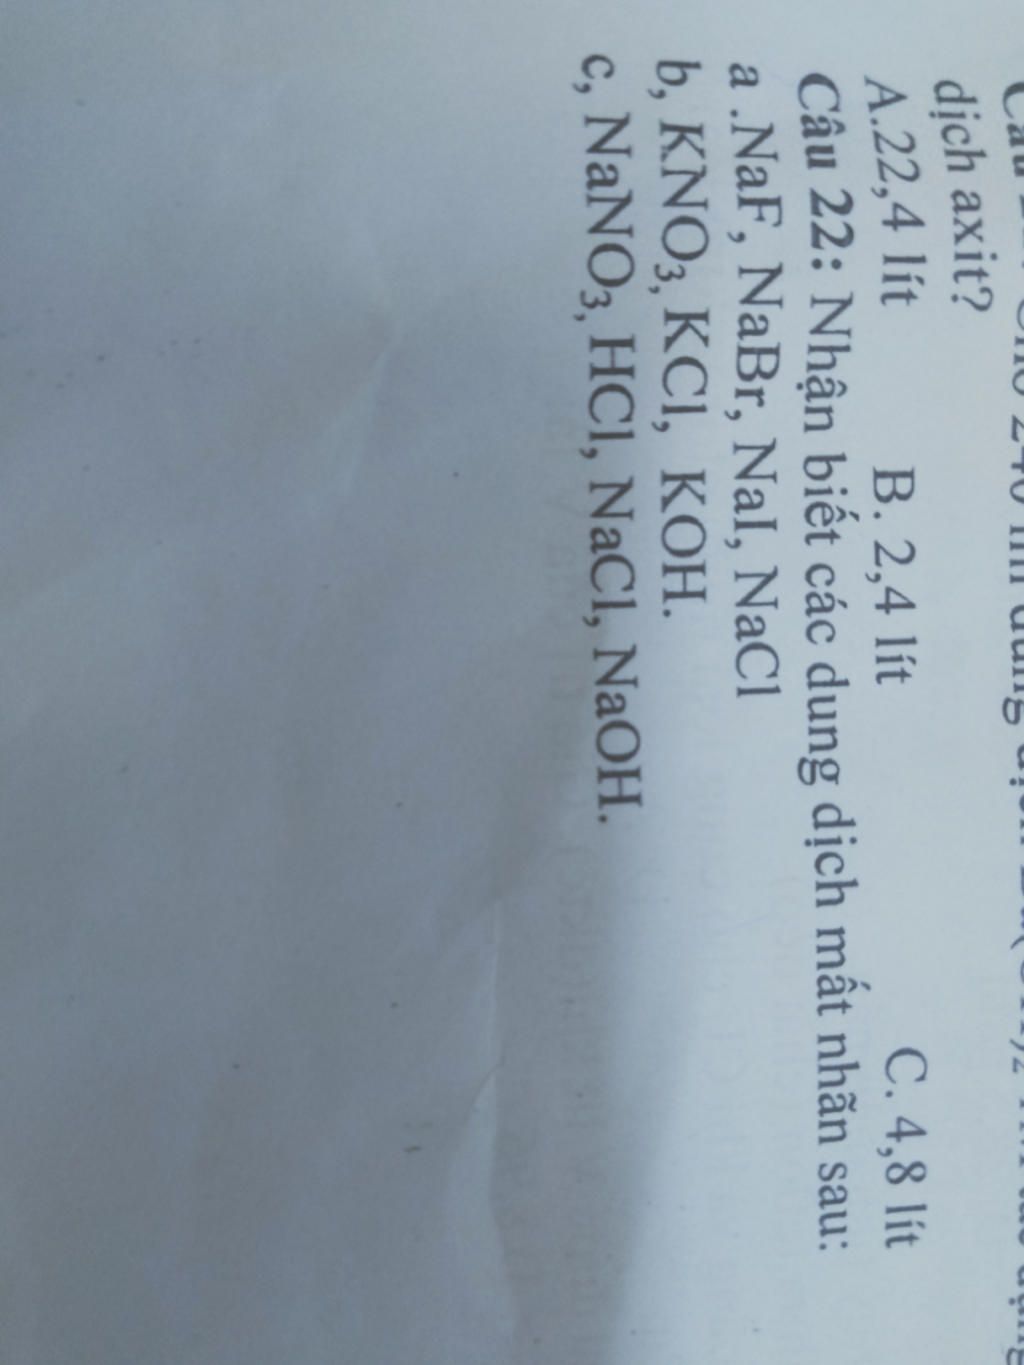 dịch axit?
A.22,4 lít B. 2,4 lít C. 4,8 lít
Câu 22: Nhận biết các dung dịch mất nhãn sau:
a .NaF, NaBr, NaI, NaCl
b, KNO3, KCl, KOH.
c, NaNO3, HCl, NaCl, NaOH.